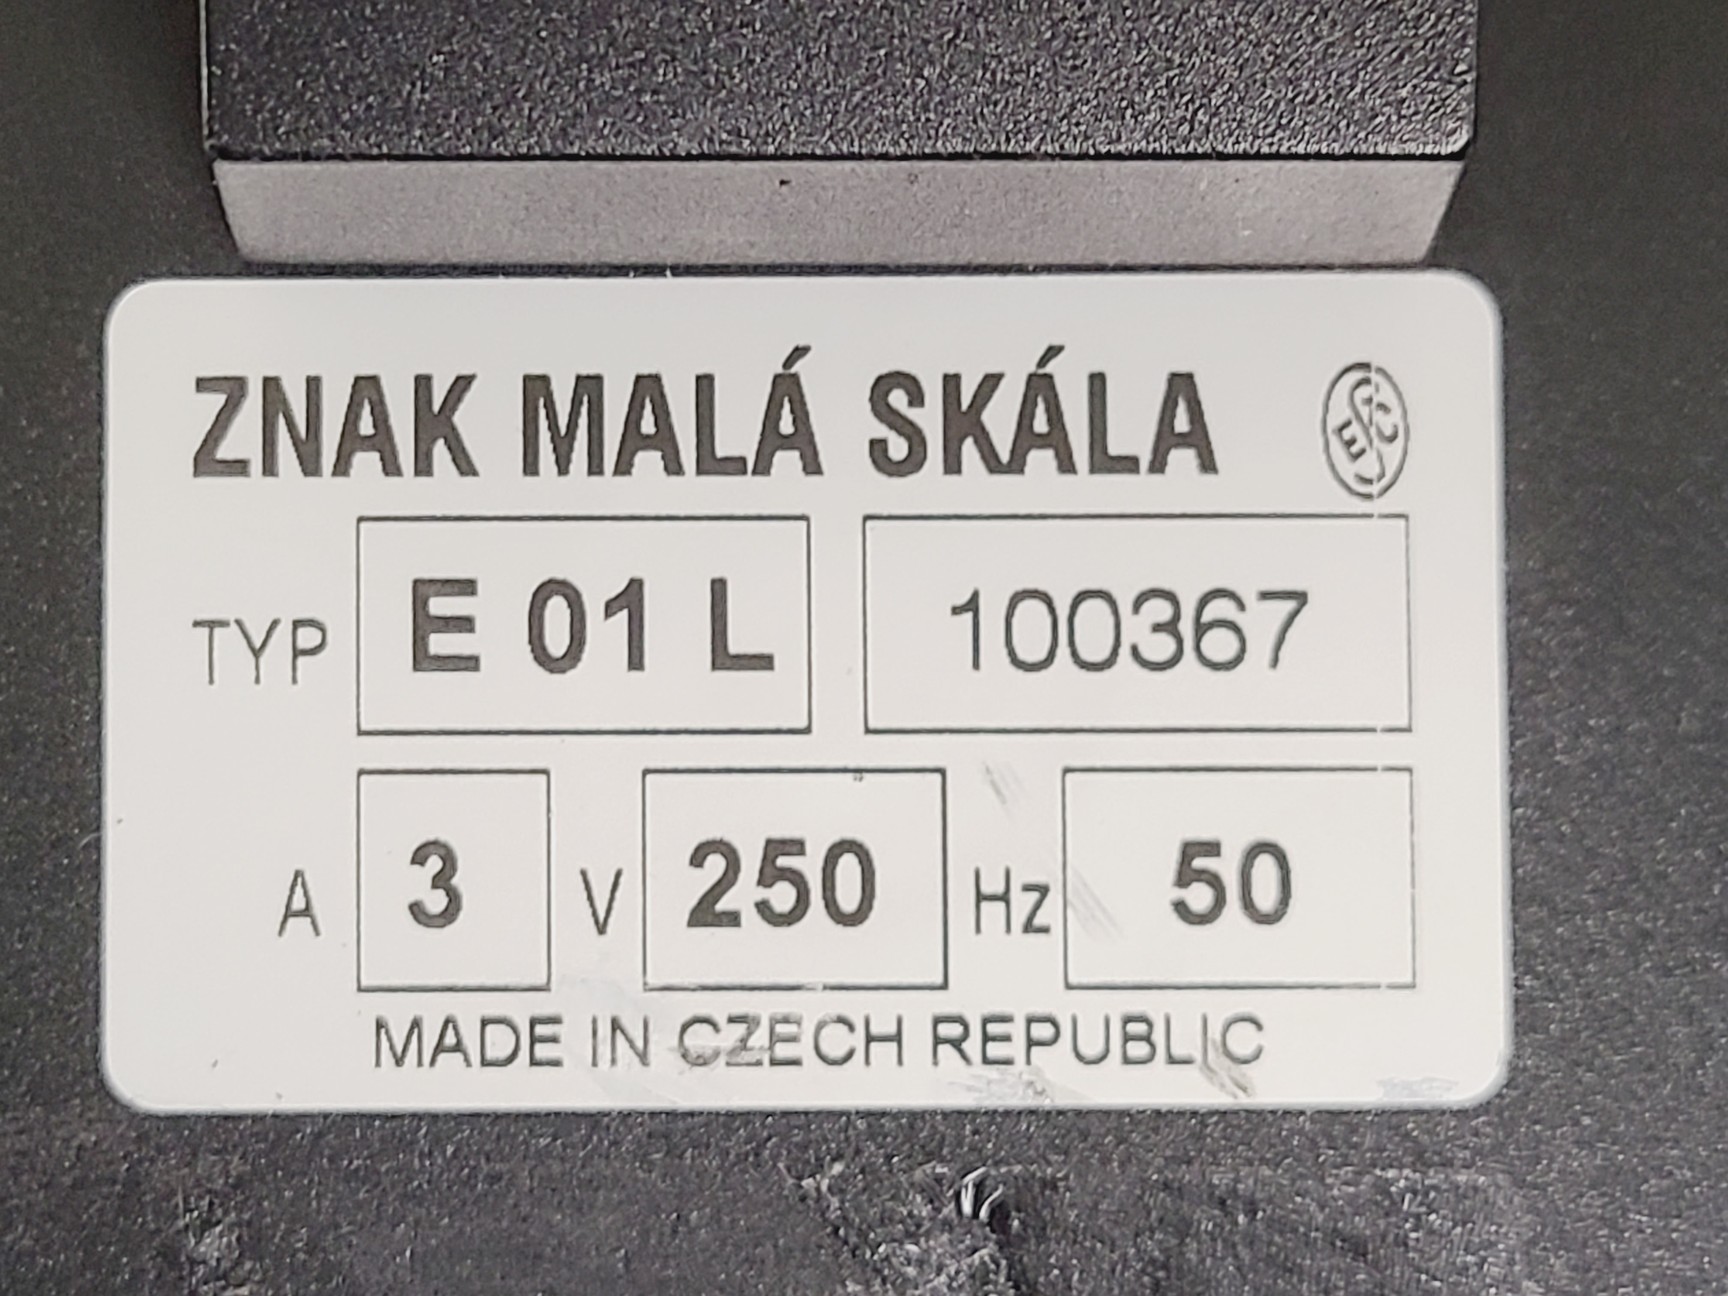 ZNAK MALÁ SKÁLA
TYP E 01 L 100367
A 3 V 250 Hz 50
MADE IN CZECH REPUBLIC